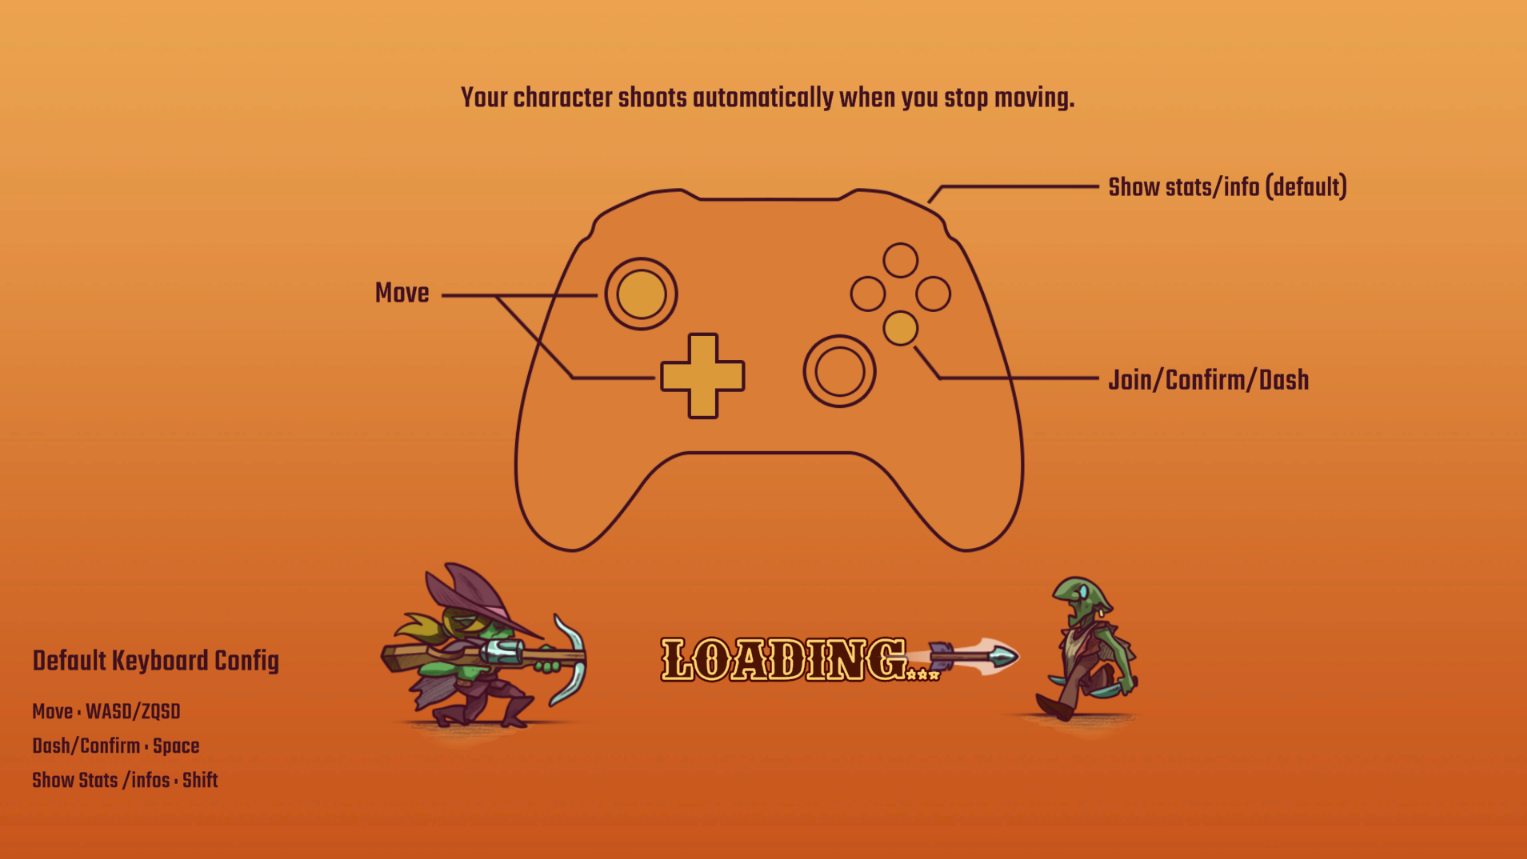 Your character shoots automatically when you stop moving.
Show stats/info (default)
Move
Join/Confirm/Dash
LOADING...
Default Keyboard Config
Move · WASD/ZQSD
Dash/Confirm · Space
Show Stats /infos · Shift